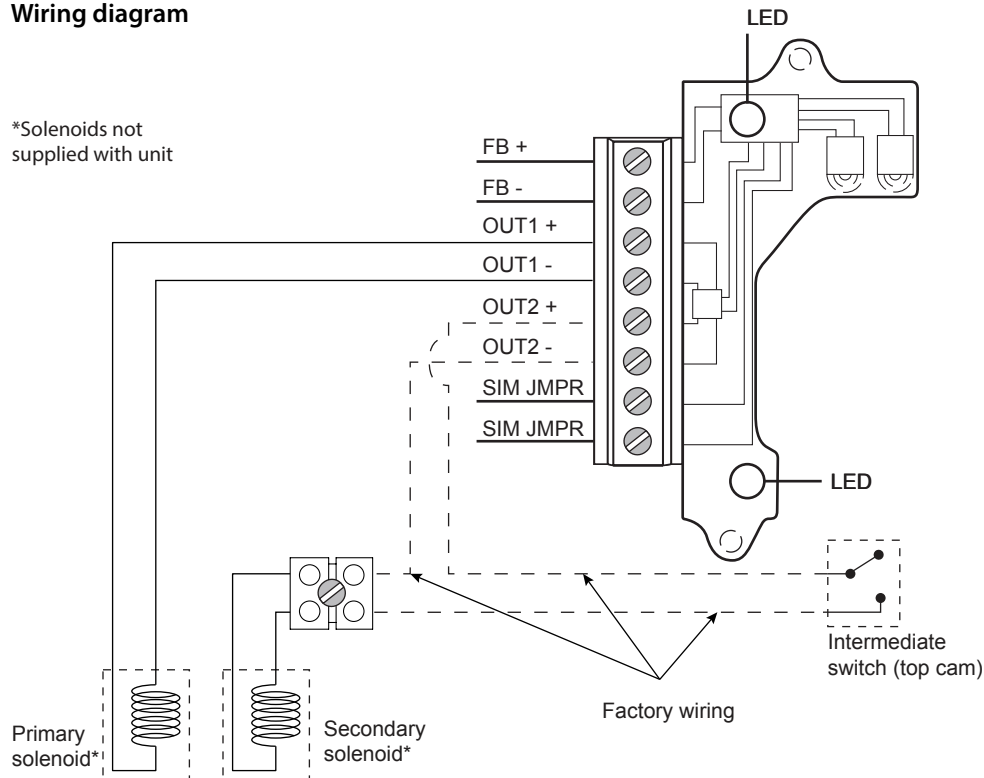 Wiring diagram
LED
*Solenoids not
supplied with unit
FB +
FB -
OUT1 +
OUT1 -
OUT2 +
OUT2 -
SIM JMPR
SIM JMPR
LED
Intermediate
switch (top cam)
Factory wiring
Primary
solenoid*
Secondary
solenoid*